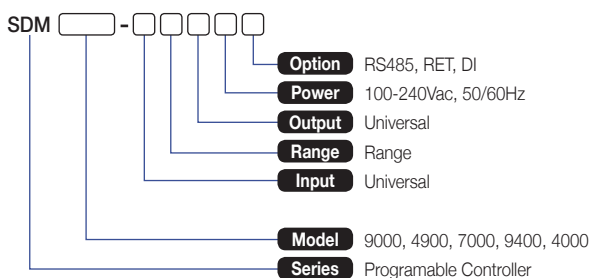 SDM -
Option RS485, RET, DI
Power 100-240Vac, 50/60Hz
Output Universal
Range Range
Input Universal
Model 9000, 4900, 7000, 9400, 4000
Series Programable Controller